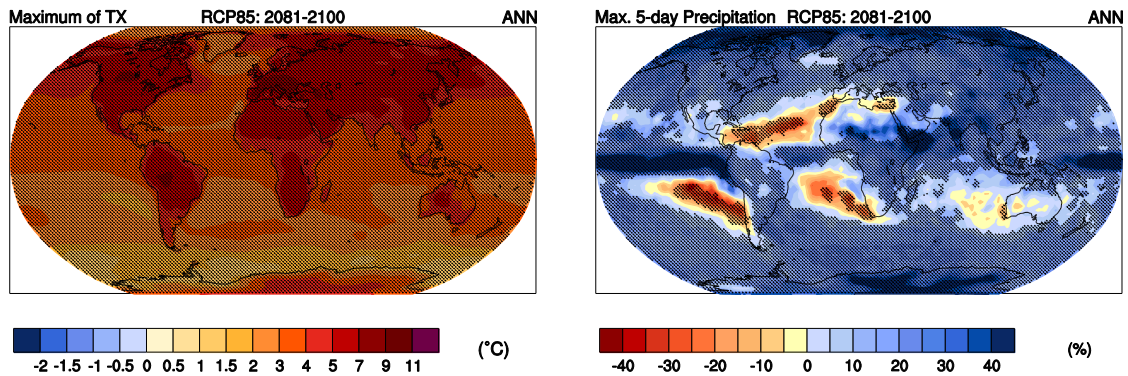 Maximum of TX RCP85: 2081-2100 ANN
-2 -1.5 -1 -0.5 0 0.5 1 1.5 2 3 4 5 7 9 11 (°C)
Max. 5-day Precipitation RCP85: 2081-2100 ANN
-40 -30 -20 -10 0 10 20 30 40 (%)